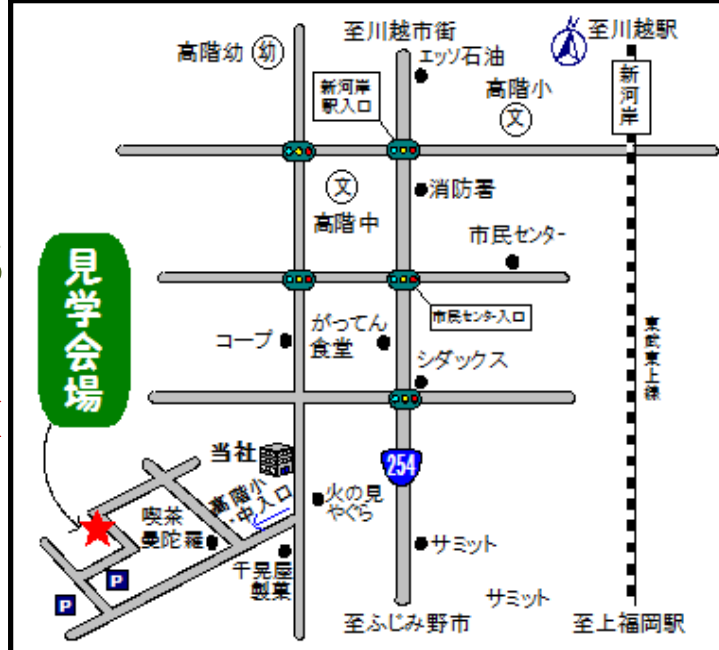 至川越市街
至川越駅
高階幼
幼
エッソ石油
新河岸
駅入口
高階小
文
新河岸
文
高階中
消防署
市民センター
見学会場
市民センター入口
コープ
がってん
食堂
シダックス
東武東上線
当社
254
高階小
・中入口
火の見
やぐら
喫茶
曼陀羅
千晃屋
製菓
サミット
サミット
P
P
至ふじみ野市
至上福岡駅